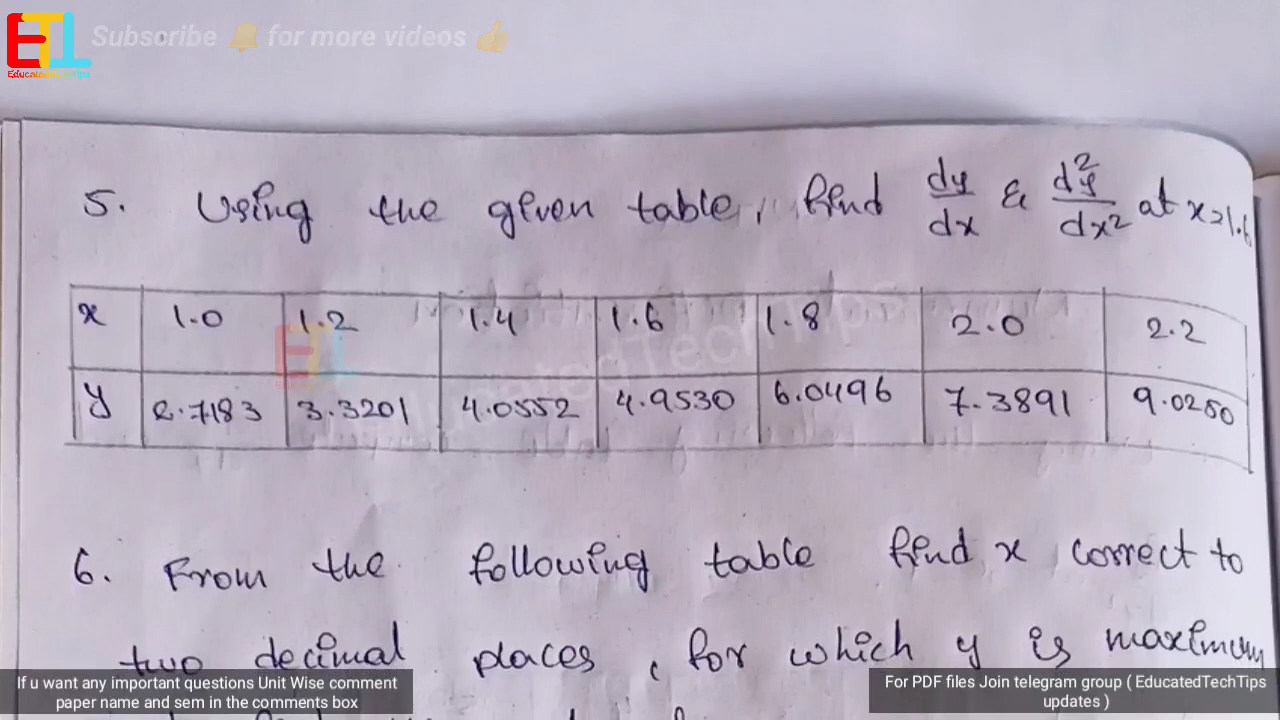 ETL
EducatedTechTips
Subscribe 🔔 for more videos 👍
5. Using the given table, find dy/dx & d²y/dx² at x=1.6
x 1.0 1.2 1.4 1.6 1.8 2.0 2.2
y 2.7183 3.3201 4.0552 4.9530 6.0496 7.3891 9.0250
6. From the following table find x correct to
two decimal places, for which y is maximum
If u want any important questions Unit Wise comment
paper name and sem in the comments box
For PDF files Join telegram group ( EducatedTechTips
updates )